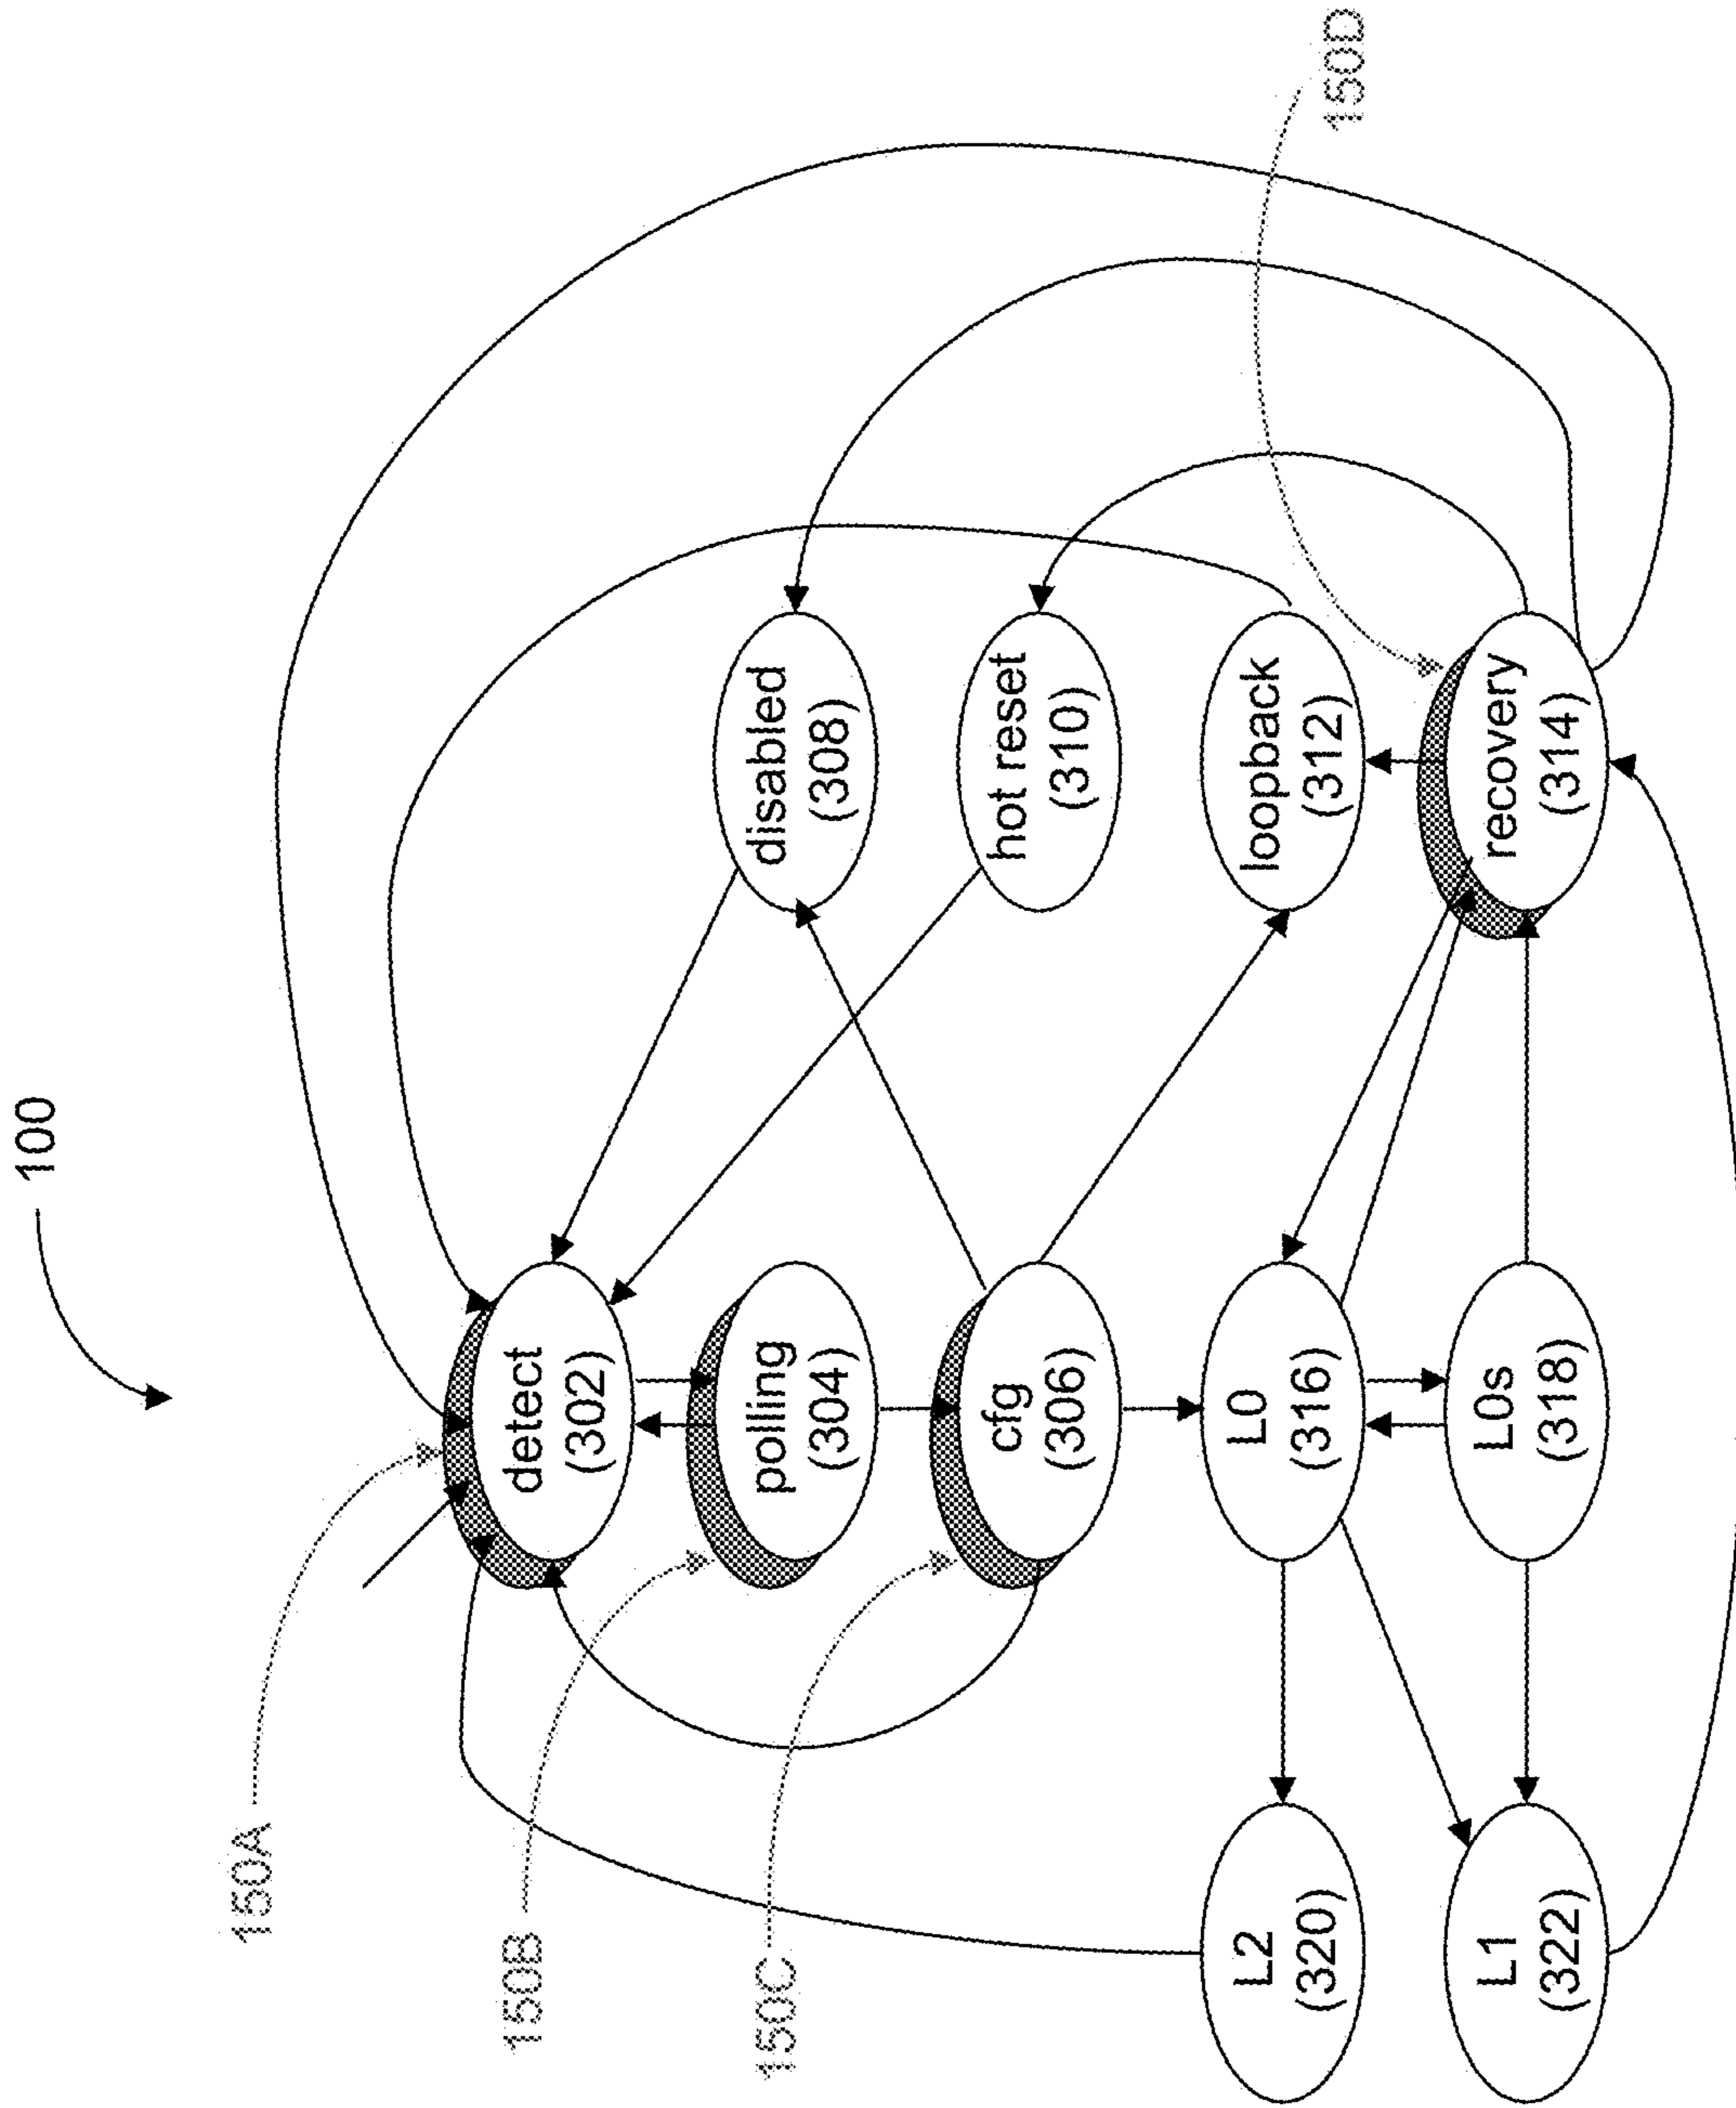 100
150A
150B
detect
(302)
150C
polling
(304)
disabled
(308)
cfg
(306)
hot reset
(310)
L2
(320)
L0
(316)
loopback
(312)
150D
L1
(322)
L0s
(318)
recovery
(314)